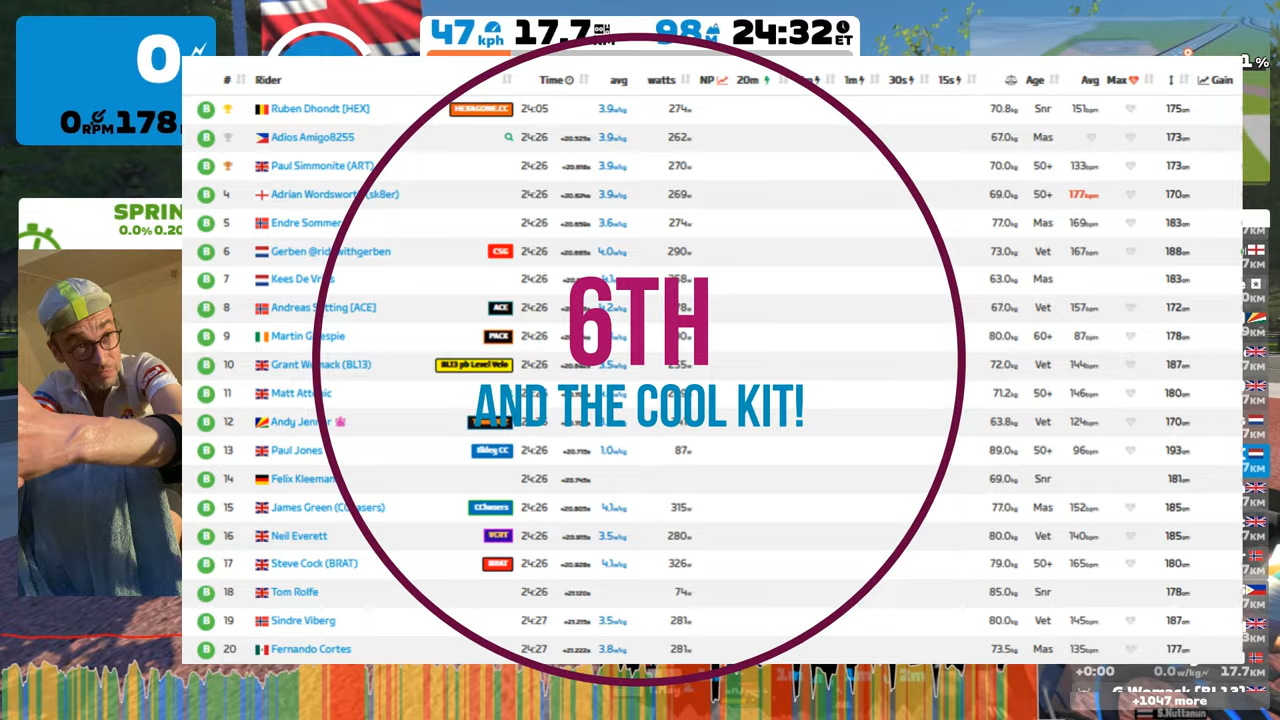 47 kph 17.7 KM 98 M 24:32 ET
0
0 RPM 178
1 %
SPRIN
0.0% 0.20
# Rider Time avg watts NP 20m 1m 30s 15s Age Avg Max Gain
B Ruben Dhondt [HEX] HEXAGONE.CC 24:05 3.9w/kg 274w 70.8kg Snr 151bpm 175cm
B Adios Amigo8255 24:26 3.9w/kg 262w 67.0kg Mas 173cm
B Paul Simmonite (ART) 24:26 3.9w/kg 270w 70.0kg 50+ 133bpm 173cm
B 4 Adrian Wordsworth (sk8er) 24:26 3.9w/kg 269w 69.0kg 50+ 177bpm 170cm
B 5 Endre Sommer 24:26 3.6w/kg 274w 77.0kg Mas 169bpm 183cm
B 6 Gerben @ridewithgerben CSG 24:26 4.0w/kg 290w 73.0kg Vet 167bpm 188cm
B 7 Kees De Vries 24:26 63.0kg Mas 183cm
B 8 Andreas [ACE] ACE 24:26 67.0kg Vet 157bpm 172cm
B 9 Martin Gillespie PACK 24:26 80.0kg 60+ 87bpm 178cm
B 10 Grant Womack (BL13) BL13 pb Level Velo 24:26 72.0kg Vet 144bpm 187cm
6TH
B 11 Matt 24:26 71.2kg 50+ 146bpm 180cm
AND THE COOL KIT!
B 12 Andy 63.8kg Vet 124bpm 170cm
B 13 Paul Jones Ilkley CC 24:26 1.0w/kg 87w 89.0kg 50+ 96bpm 193cm
B 14 Felix Kleeman 24:26 69.0kg Snr 181cm
B 15 James Green (CChasers) CChasers 24:26 4.1w/kg 315w 77.0kg Mas 152bpm 185cm
B 16 Neil Everett 24:26 3.5w/kg 280w 80.0kg Vet 140bpm 185cm
B 17 Steve Cock (BRAT) BRAT 24:26 4.1w/kg 326w 79.0kg 50+ 165bpm 180cm
B 18 Tom Rolfe 24:26 74w 85.0kg Snr 178cm
B 19 Sindre Viberg 24:27 3.5w/kg 281w 80.0kg Vet 145bpm 187cm
B 20 Fernando Cortes 24:27 3.8w/kg 281w 73.5kg Mas 135bpm 177cm
+0:00 0.0 w/kg 17.7KM
G.Womack [BL13]
+1047 more
S.Nuttanun